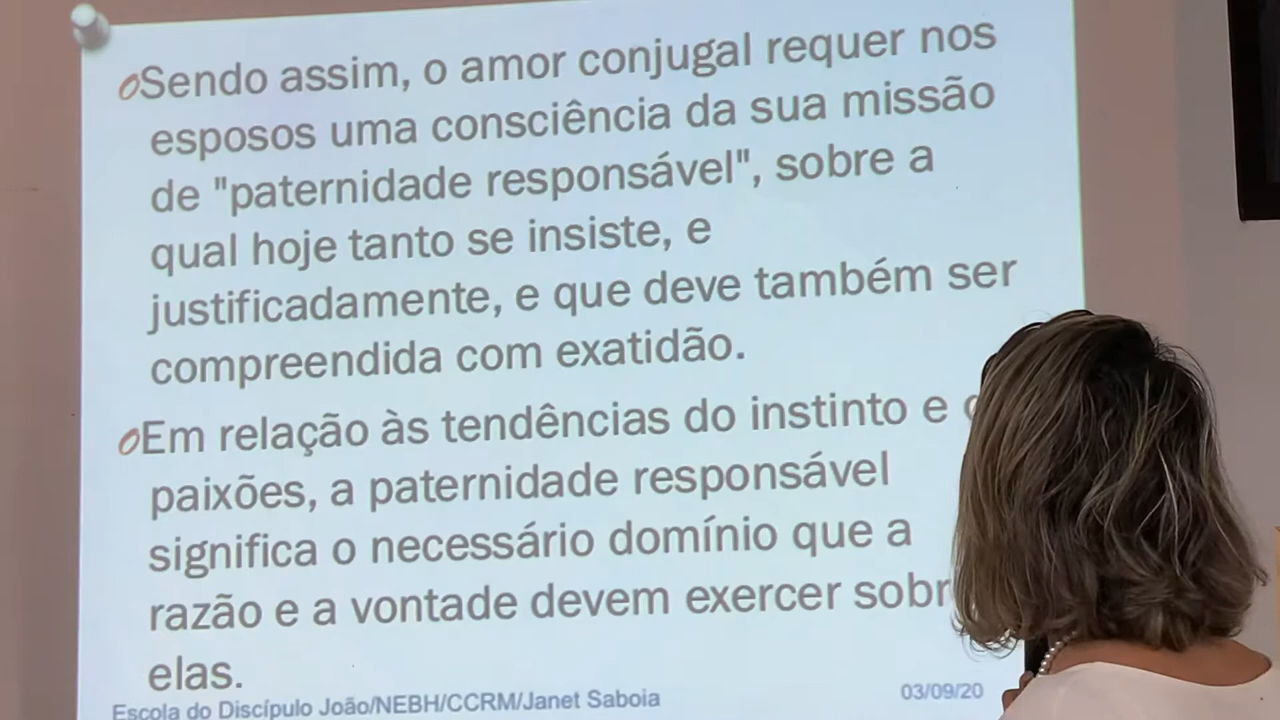 Sendo assim, o amor conjugal requer nos
esposos uma consciência da sua missão
de "paternidade responsável", sobre a
qual hoje tanto se insiste, e
justificadamente, e que deve também ser
compreendida com exatidão.
Em relação às tendências do instinto e
paixões, a paternidade responsável
significa o necessário domínio que a
razão e a vontade devem exercer
elas.
Escola do Discípulo João/NEBH/CCRM/Janet Saboia
03/09/20